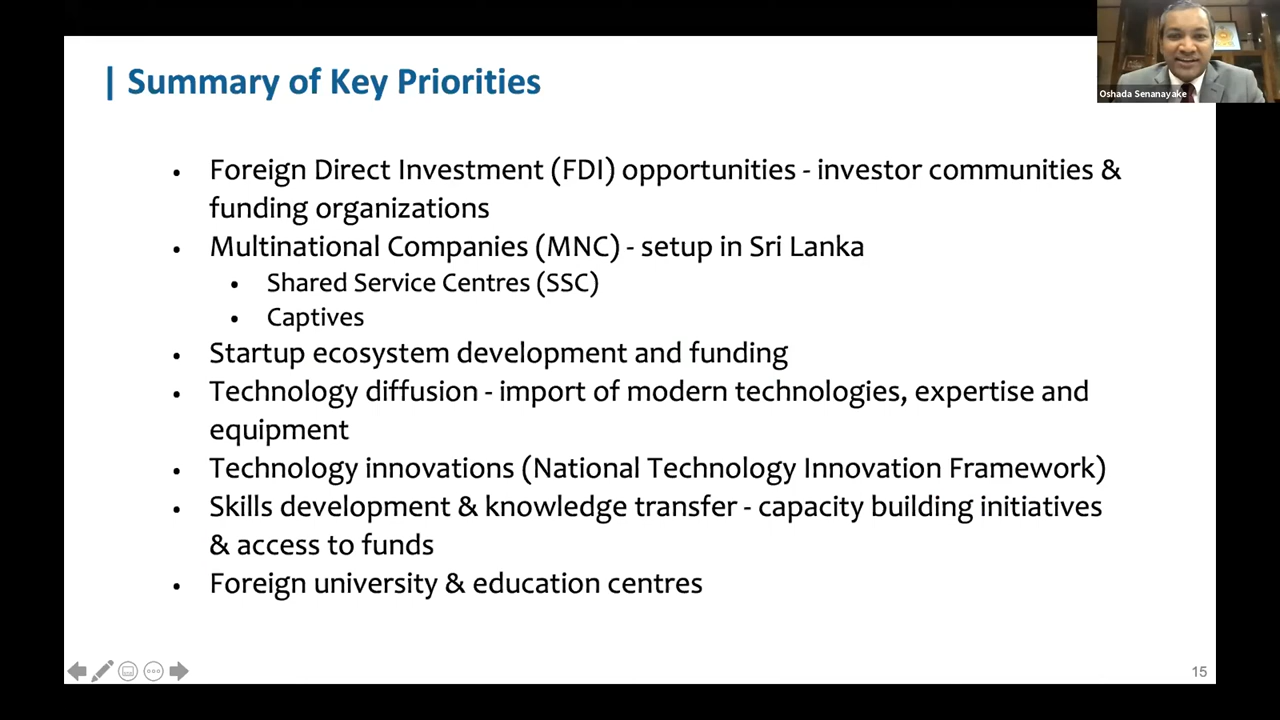 | Summary of Key Priorities
Oshada Senanayake
• Foreign Direct Investment (FDI) opportunities - investor communities &
funding organizations
• Multinational Companies (MNC) - setup in Sri Lanka
• Shared Service Centres (SSC)
• Captives
• Startup ecosystem development and funding
• Technology diffusion - import of modern technologies, expertise and
equipment
• Technology innovations (National Technology Innovation Framework)
• Skills development & knowledge transfer - capacity building initiatives
& access to funds
• Foreign university & education centres
15